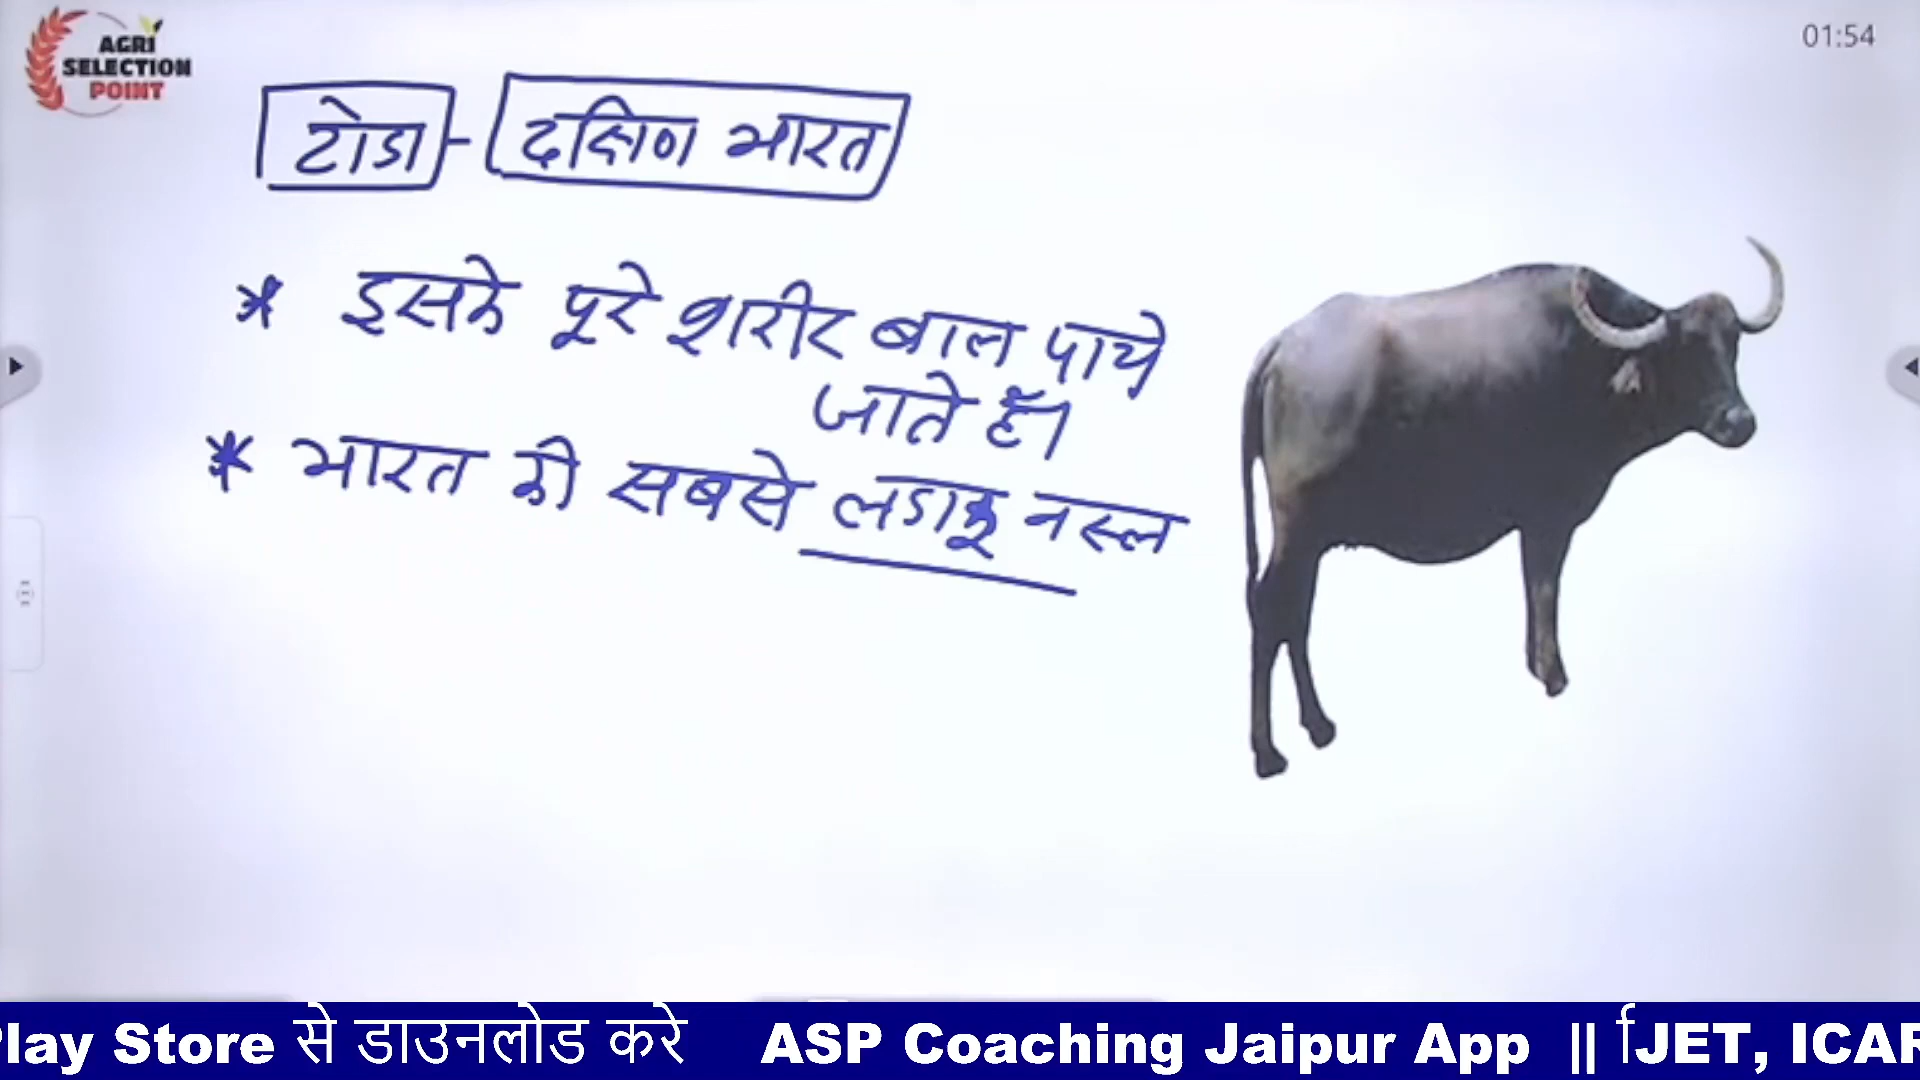 AGRI
SELECTION
POINT
01:54
टोडा - दक्षिण भारत
* इसके पूरे शरीर बाल पाये
जाते हैं।
* भारत की सबसे लडाकू नस्ल
Play Store से डाउनलोड करे ASP Coaching Jaipur App || JET, ICAR